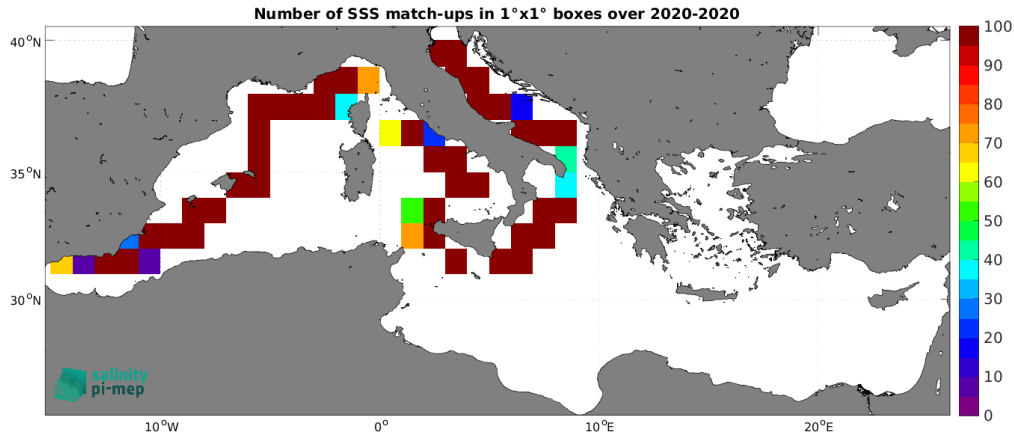 Number of SSS match-ups in 1°x1° boxes over 2020-2020
40°N
35°N
30°N
10°W
0°
10°E
20°E
100
90
80
70
60
50
40
30
20
10
0
salinity
pi-mep